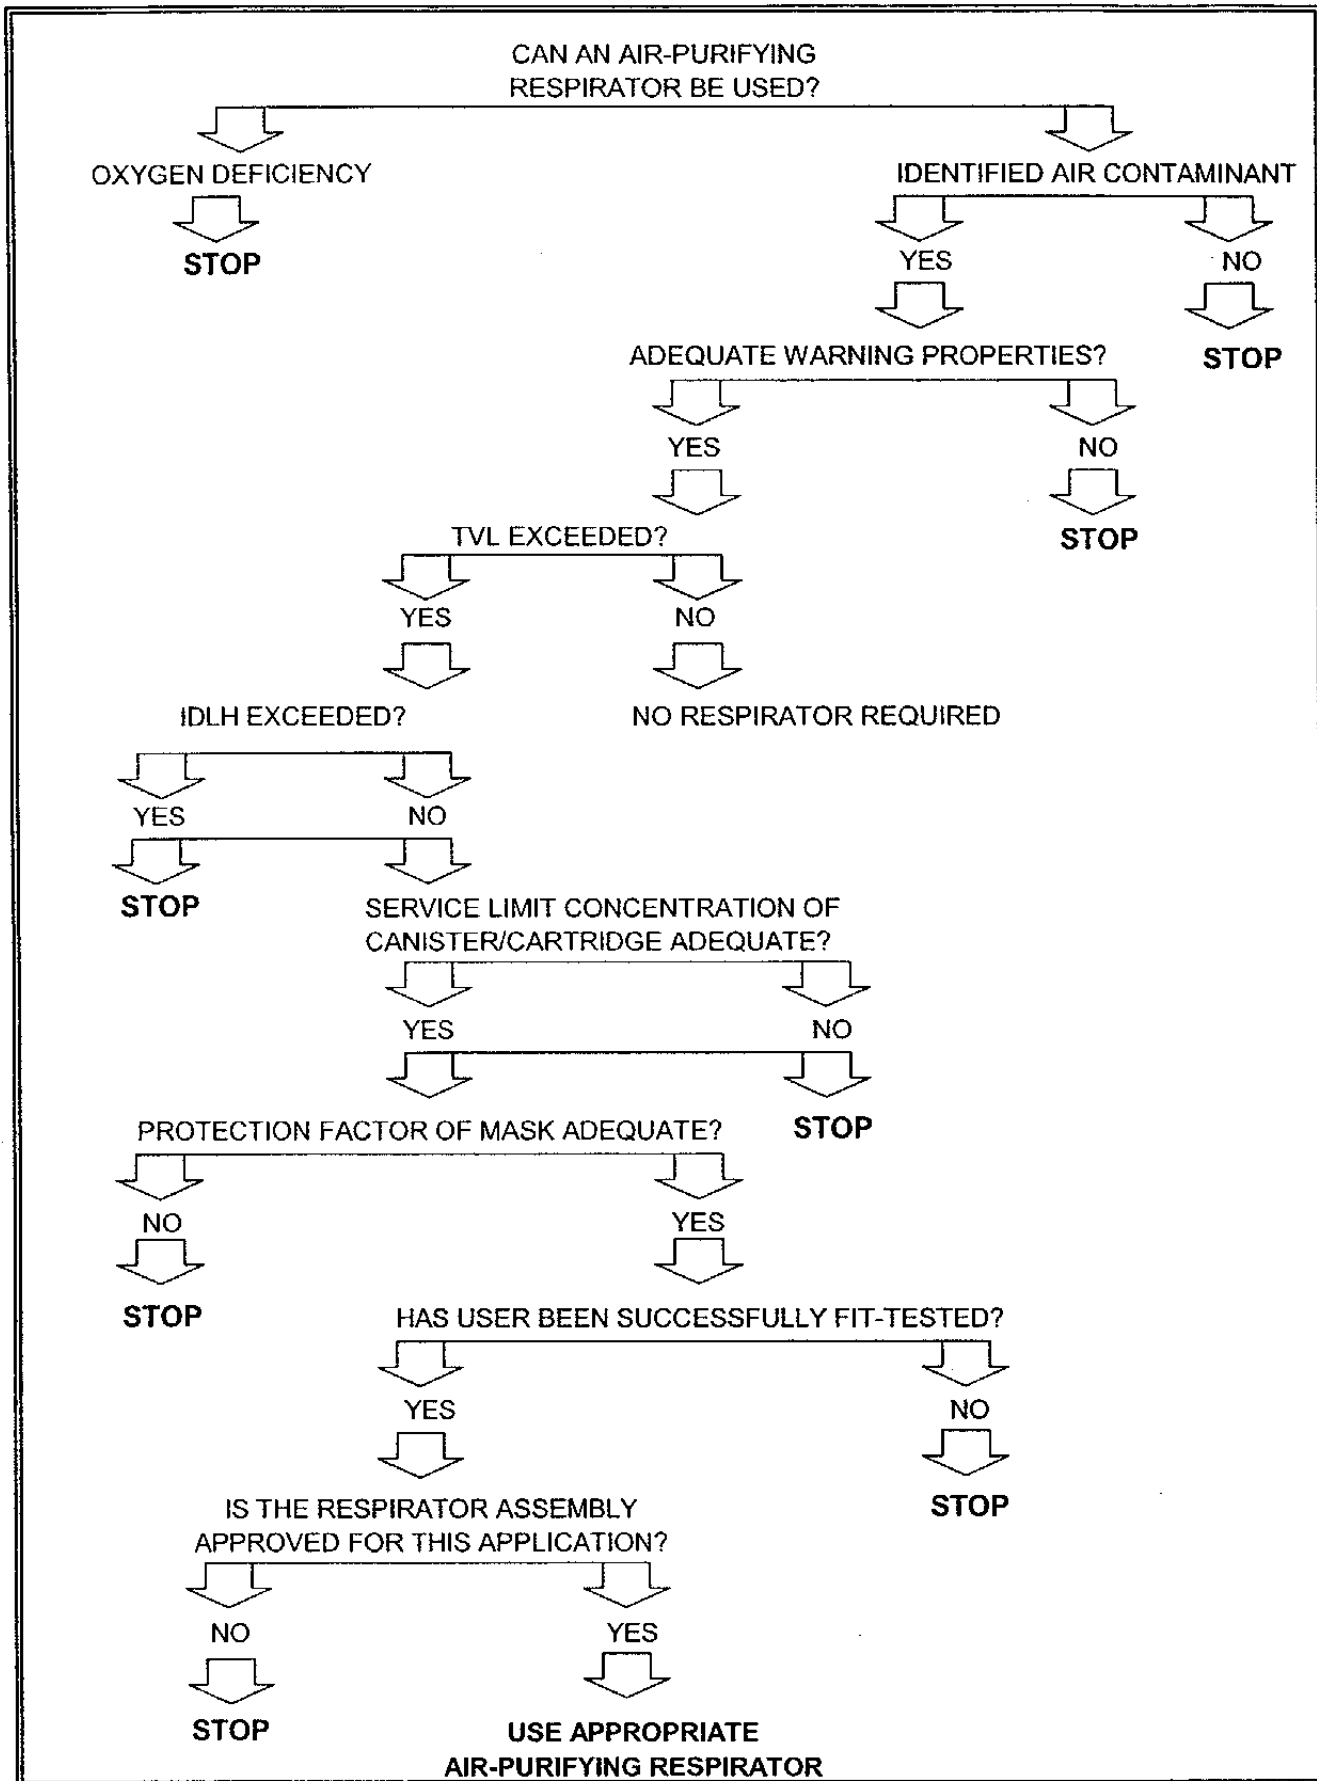 CAN AN AIR-PURIFYING
RESPIRATOR BE USED?
OXYGEN DEFICIENCY
IDENTIFIED AIR CONTAMINANT
STOP
YES
NO
ADEQUATE WARNING PROPERTIES?
STOP
YES
NO
TVL EXCEEDED?
STOP
YES
NO
IDLH EXCEEDED?
NO RESPIRATOR REQUIRED
YES
NO
STOP
SERVICE LIMIT CONCENTRATION OF
CANISTER/CARTRIDGE ADEQUATE?
YES
NO
PROTECTION FACTOR OF MASK ADEQUATE?
STOP
NO
YES
STOP
HAS USER BEEN SUCCESSFULLY FIT-TESTED?
YES
NO
IS THE RESPIRATOR ASSEMBLY
APPROVED FOR THIS APPLICATION?
STOP
NO
YES
STOP
USE APPROPRIATE
AIR-PURIFYING RESPIRATOR